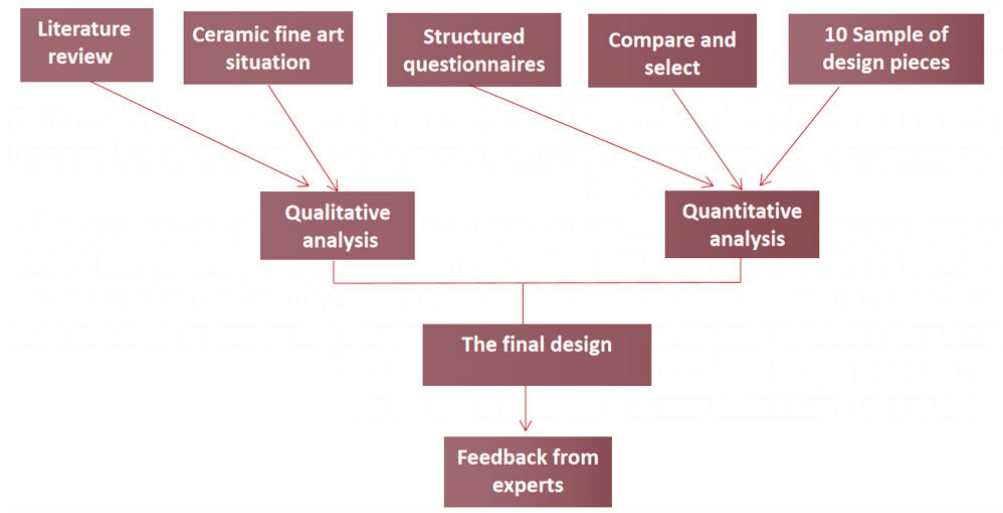 Literature
review
Ceramic fine art
situation
Structured
questionnaires
Compare and
select
10 Sample of
design pieces
Qualitative
analysis
Quantitative
analysis
The final design
Feedback from
experts